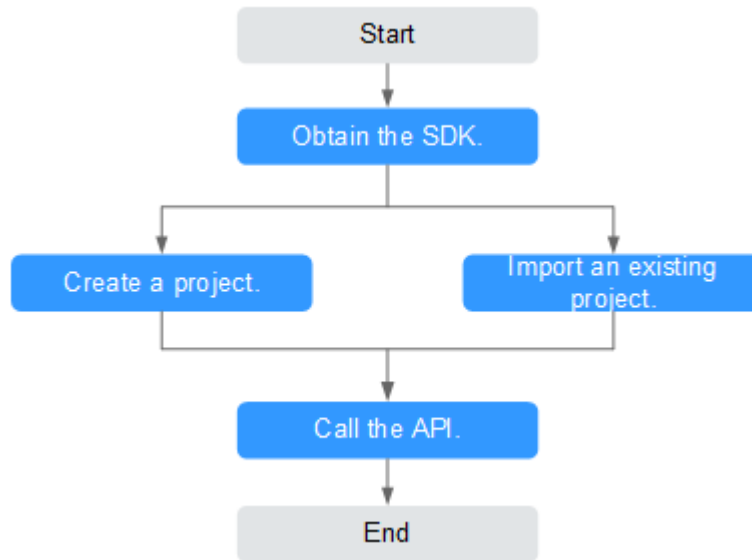 Start
Obtain the SDK.
Create a project.
Import an existing
project.
Call the API.
End